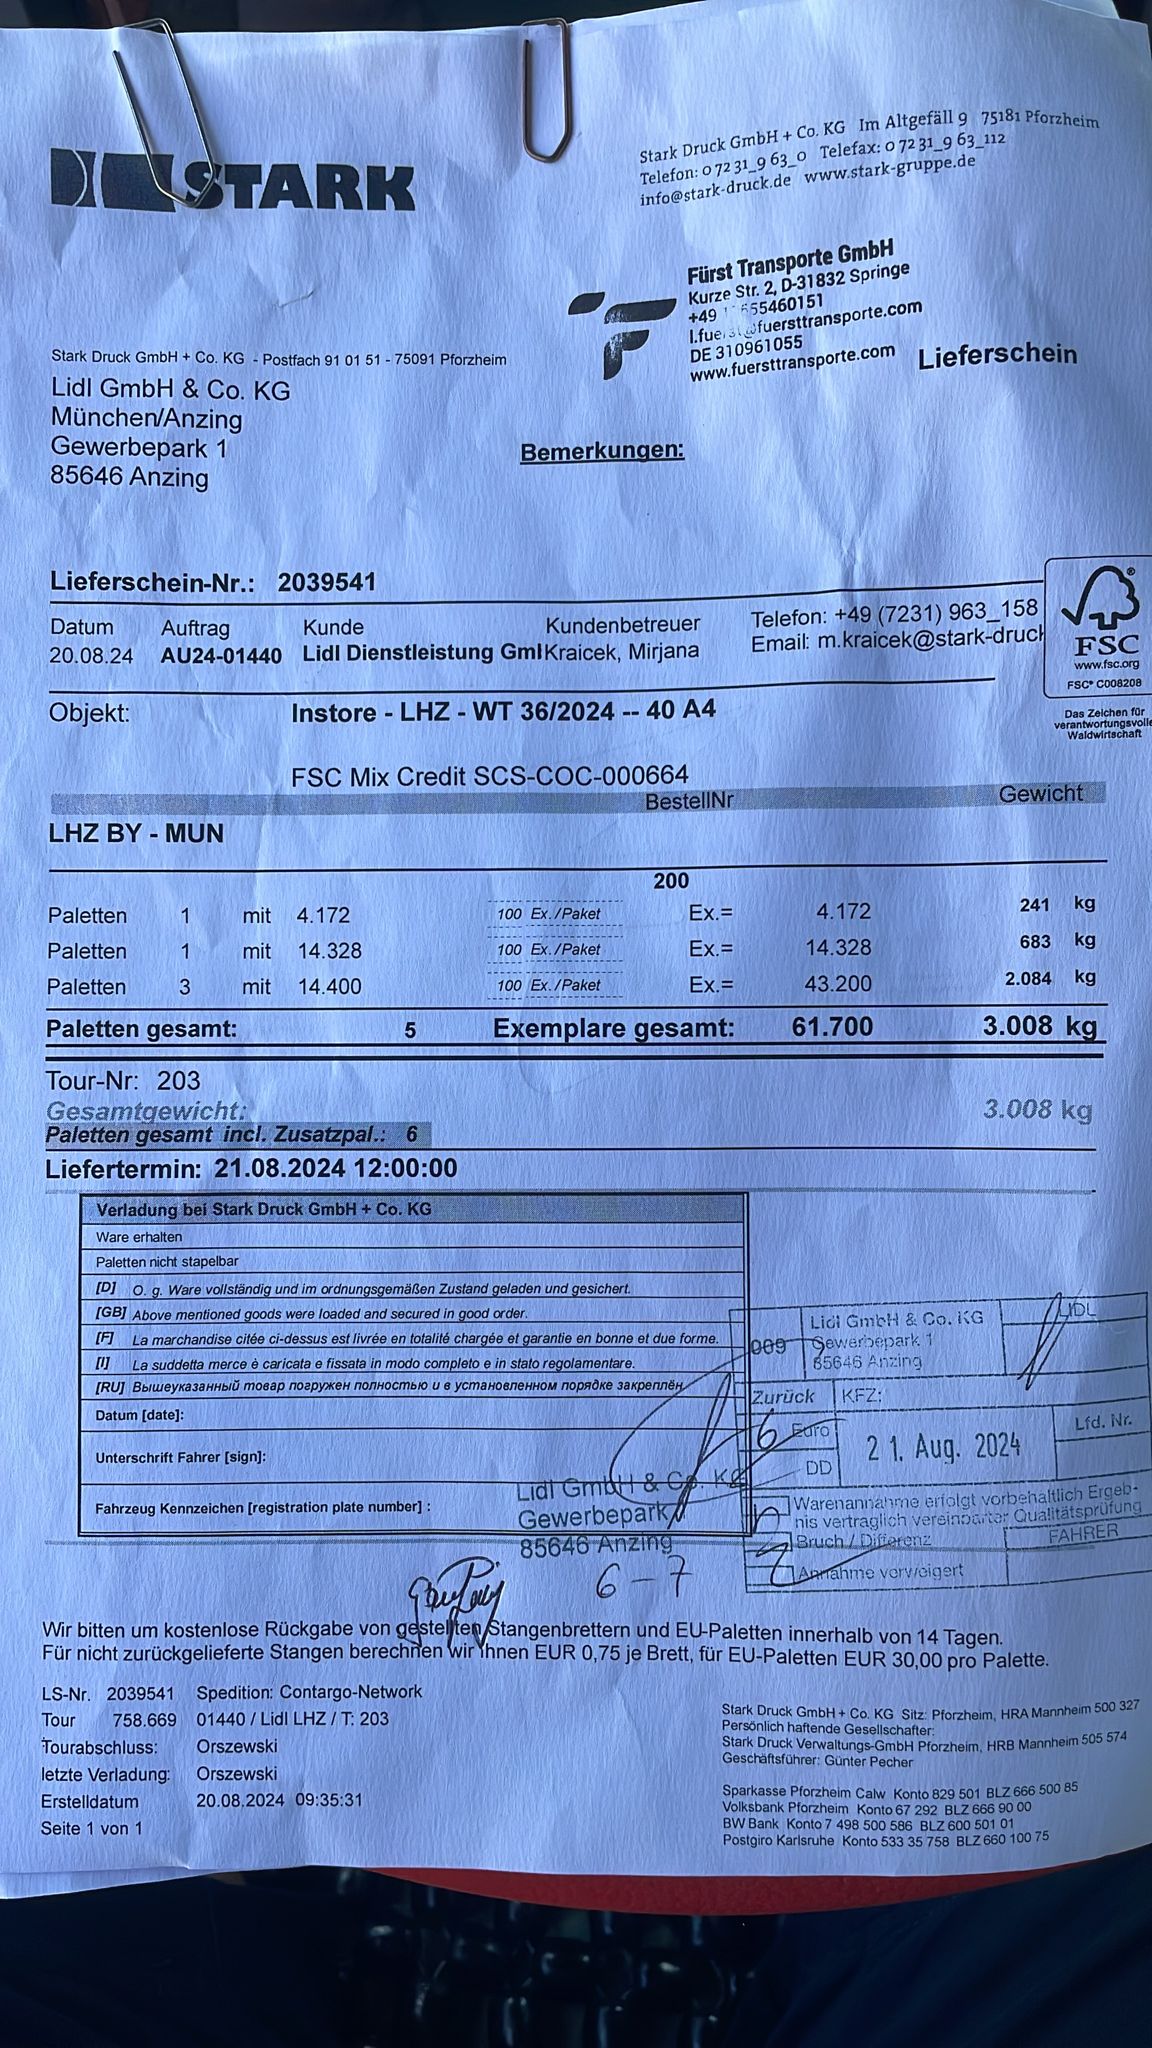 STARK
Stark Druck GmbH + Co. KG Im Altgefäll 9 75181 Pforzheim
Telefon: 0 72 31_9 63_0 Telefax: 0 72 31_9 63_112
info@stark-druck.de www.stark-gruppe.de
Fürst Transporte GmbH
Kurze Str. 2, D-31832 Springe
+49 55460151
l.fue fuersttransporte.com
DE 310961055
www.fuersttransporte.com
Lieferschein
Stark Druck GmbH + Co. KG - Postfach 91 01 51 - 75091 Pforzheim
Lidl GmbH & Co. KG
München/Anzing
Gewerbepark 1
85646 Anzing
Bemerkungen:
Lieferschein-Nr.: 2039541
Datum Auftrag Kunde Kundenbetreuer Telefon: +49 (7231) 963_158
20.08.24 AU24-01440 Lidl Dienstleistung Gml Kraicek, Mirjana Email: m.kraicek@stark-druck
FSC
www.fsc.org
FSC® C008208
Das Zeichen für
verantwortungsvolle
Waldwirtschaft
Objekt: Instore - LHZ - WT 36/2024 -- 40 A4
FSC Mix Credit SCS-COC-000664
BestellNr Gewicht
LHZ BY - MUN
200
Paletten 1 mit 4.172 100 Ex./Paket Ex.= 4.172 241 kg
Paletten 1 mit 14.328 100 Ex./Paket Ex.= 14.328 683 kg
Paletten 3 mit 14.400 100 Ex./Paket Ex.= 43.200 2.084 kg
Paletten gesamt: 5 Exemplare gesamt: 61.700 3.008 kg
Tour-Nr: 203
Gesamtgewicht: 3.008 kg
Paletten gesamt incl. Zusatzpal.: 6
Liefertermin: 21.08.2024 12:00:00
Verladung bei Stark Druck GmbH + Co. KG
Ware erhalten
Paletten nicht stapelbar
[D] O. g. Ware vollständig und im ordnungsgemäßen Zustand geladen und gesichert.
[GB] Above mentioned goods were loaded and secured in good order.
[F] La marchandise citée ci-dessus est livrée en totalité chargée et garantie en bonne et due forme.
[I] La suddetta merce è caricata e fissata in modo completo e in stato regolamentare.
[RU] Вышеуказанный товар погружен полностью и в установленном порядке закреплён
Datum [date]:
Unterschrift Fahrer [sign]:
Fahrzeug Kennzeichen [registration plate number] :
Lidl GmbH & Co. KG
Gewerbepark
85646 Anzing
6 - 7
009
Lidl GmbH & Co. KG
Gewerbepark 1
85646 Anzing
LIDL
Zurück KFZ:
6 Euro
DD
21. Aug. 2024
Lfd. Nr.
Warenannahme erfolgt vorbehaltlich Ergeb-
nis vertraglich vereinbarter Qualitätsprüfung
Bruch / Differenz
FAHRER
Annahme verweigert
Wir bitten um kostenlose Rückgabe von gestellten Stangenbrettern und EU-Paletten innerhalb von 14 Tagen.
Für nicht zurückgelieferte Stangen berechnen wir Ihnen EUR 0,75 je Brett, für EU-Paletten EUR 30,00 pro Palette.
LS-Nr. 2039541 Spedition: Contargo-Network
Tour 758.669 01440 / Lidl LHZ / T: 203
Tourabschluss: Orszewski
letzte Verladung: Orszewski
Erstelldatum 20.08.2024 09:35:31
Seite 1 von 1
Stark Druck GmbH + Co. KG Sitz: Pforzheim, HRA Mannheim 500 327
Persönlich haftende Gesellschafter:
Stark Druck Verwaltungs-GmbH Pforzheim, HRB Mannheim 505 574
Geschäftsführer: Günter Pecher
Sparkasse Pforzheim Calw Konto 829 501 BLZ 666 500 85
Volksbank Pforzheim Konto 67 292 BLZ 666 90 00
BW Bank Konto 7 498 500 586 BLZ 600 501 01
Postgiro Karlsruhe Konto 533 35 758 BLZ 660 100 75